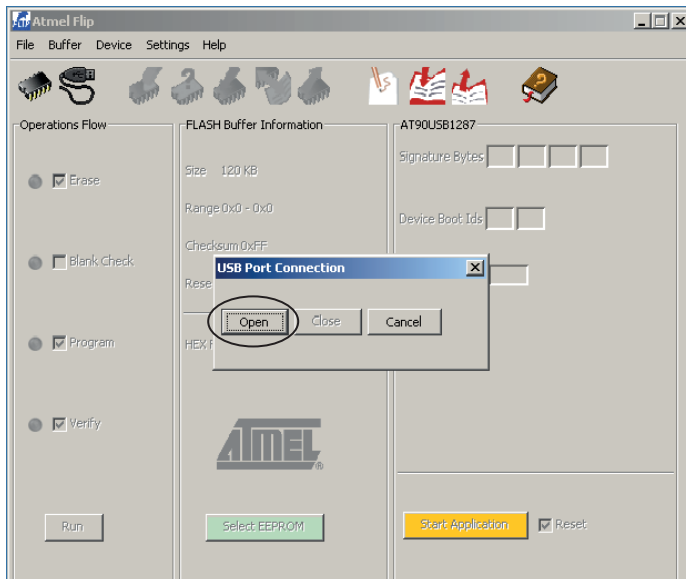 Atmel Flip
File Buffer Device Settings Help
Operations Flow
Erase
Blank Check
Program
Verify
Run
FLASH Buffer Information
Size 120 KB
Range 0x0 - 0x0
Checksum 0xFF
Rese
HEX F
ATMEL
®
Select EEPROM
AT90USB1287
Signature Bytes
Device Boot Ids
Start Application Reset
USB Port Connection
Open Close Cancel